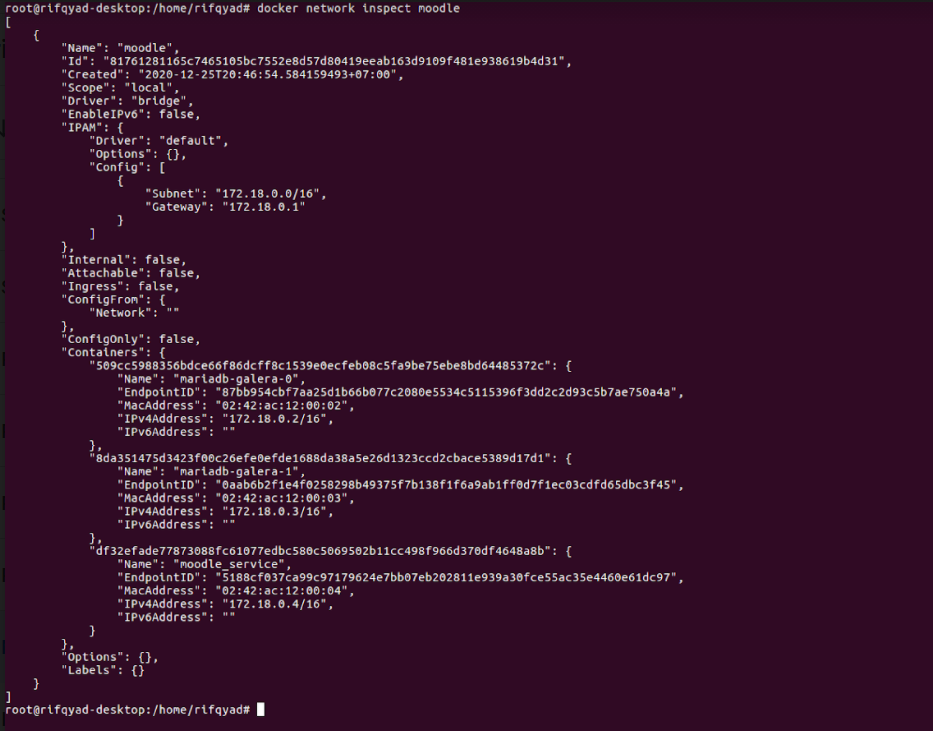 root@rifqyad-desktop:/home/rifqyad# docker network inspect moodle
[
    {
        "Name": "moodle",
        "Id": "81761281165c7465105bc7552e8d57d80419eeab163d9109f481e938619b4d31",
        "Created": "2020-12-25T20:46:54.584159493+07:00",
        "Scope": "local",
        "Driver": "bridge",
        "EnableIPv6": false,
        "IPAM": {
            "Driver": "default",
            "Options": {},
            "Config": [
                {
                    "Subnet": "172.18.0.0/16",
                    "Gateway": "172.18.0.1"
                }
            ]
        },
        "Internal": false,
        "Attachable": false,
        "Ingress": false,
        "ConfigFrom": {
            "Network": ""
        },
        "ConfigOnly": false,
        "Containers": {
            "509cc5988356bdce66f86dcff8c1539e0ecfeb08c5fa9be75ebe8bd64485372c": {
                "Name": "mariadb-galera-0",
                "EndpointID": "87bb954cbf7aa25d1b66b077c2080e5534c5115396f3dd2c2d93c5b7ae750a4a",
                "MacAddress": "02:42:ac:12:00:02",
                "IPv4Address": "172.18.0.2/16",
                "IPv6Address": ""
            },
            "8da351475d3423f00c26efe0efde1688da38a5e26d1323ccd2cbace5389d17d1": {
                "Name": "mariadb-galera-1",
                "EndpointID": "0aab6b2f1e4f0258298b49375f7b138f1f6a9ab1ff0d7f1ec03cdfd65dbc3f45",
                "MacAddress": "02:42:ac:12:00:03",
                "IPv4Address": "172.18.0.3/16",
                "IPv6Address": ""
            },
            "df32efade77873088fc61077edbc580c5069502b11cc498f966d370df4648a8b": {
                "Name": "moodle_service",
                "EndpointID": "5188cf037ca99c97179624e7bb07eb202811e939a30fce55ac35e4460e61dc97",
                "MacAddress": "02:42:ac:12:00:04",
                "IPv4Address": "172.18.0.4/16",
                "IPv6Address": ""
            }
        },
        "Options": {},
        "Labels": {}
    }
]
root@rifqyad-desktop:/home/rifqyad#